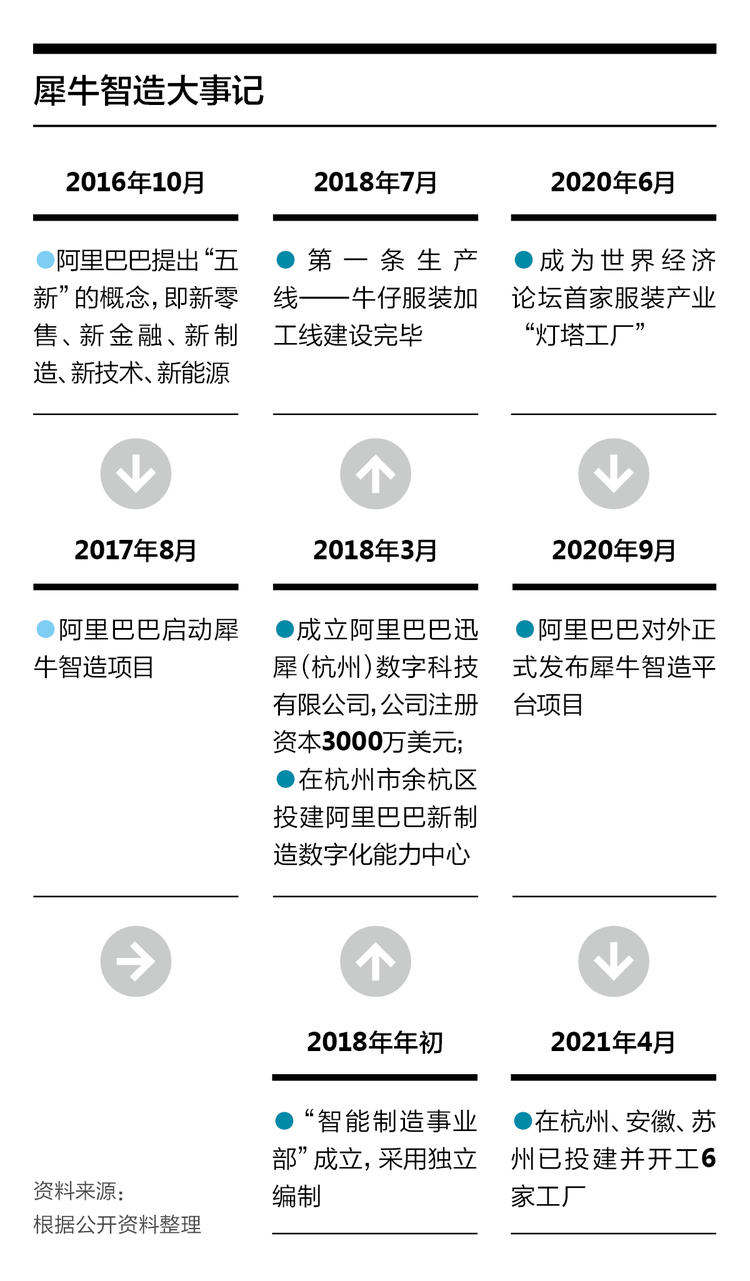 犀牛智造大事记
2016年10月
●阿里巴巴提出“五
新”的概念，即新零
售、新金融、新制
造、新技术、新能源
2017年8月
●阿里巴巴启动犀
牛智造项目
2018年7月
●第一条生产
线——牛仔服装加
工线建设完毕
2018年3月
●成立阿里巴巴迅
犀（杭州）数字科技
有限公司，公司注册
资本3000万美元；
●在杭州市余杭区
投建阿里巴巴新制
造数字化能力中心
2018年年初
●“智能制造事业
部”成立，采用独立
编制
2020年6月
●成为世界经济
论坛首家服装产业
“灯塔工厂”
2020年9月
●阿里巴巴对外正
式发布犀牛智造平
台项目
2021年4月
●在杭州、安徽、苏
州已投建并开工6
家工厂
资料来源：
根据公开资料整理